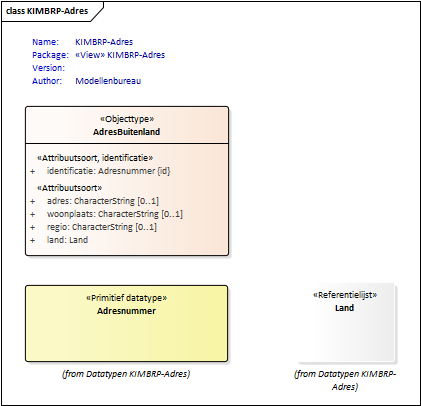 class KIMBRP-Adres
Name: KIMBRP-Adres
Package: «View» KIMBRP-Adres
Version:
Author: Modellenbureau
«Objecttype»
AdresBuitenland
«Attribuutsoort, identificatie»
+ identificatie: Adresnummer {id}
«Attribuutsoort»
+ adres: CharacterString [0..1]
+ woonplaats: CharacterString [0..1]
+ regio: CharacterString [0..1]
+ land: Land
«Primitief datatype»
Adresnummer
(from Datatypen KIMBRP-Adres)
«Referentielijst»
Land
(from Datatypen KIMBRP-
Adres)